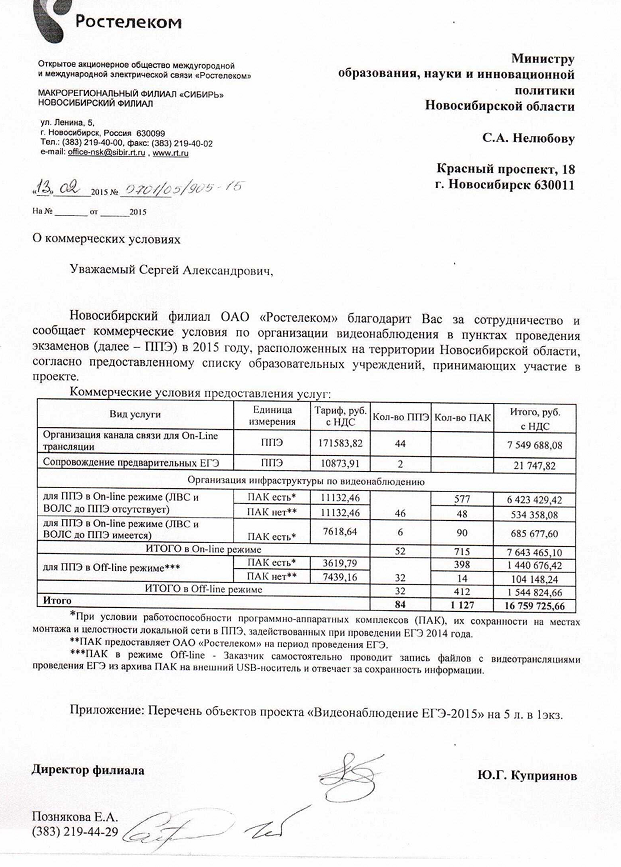 Ростелеком
Открытое акционерное общество междугородной
и международной электрической связи «Ростелеком»
МАКРОРЕГИОНАЛЬНЫЙ ФИЛИАЛ «СИБИРЬ»
НОВОСИБИРСКИЙ ФИЛИАЛ
ул. Ленина, 5,
г. Новосибирск, Россия 630099
Тел.: (383) 219-40-00, факс: (383) 219-40-02
e-mail: office-nsk@sibir.rt.ru , www.rt.ru
«13» 02 2015 № 0701/05/905-15
На № ______ от ______2015
Министру
образования, науки и инновационной
политики
Новосибирской области
С.А. Нелюбову
Красный проспект, 18
г. Новосибирск 630011
О коммерческих условиях
Уважаемый Сергей Александрович,
Новосибирский филиал ОАО «Ростелеком» благодарит Вас за сотрудничество и
сообщает коммерческие условия по организации видеонаблюдения в пунктах проведения
экзаменов (далее – ППЭ) в 2015 году, расположенных на территории Новосибирской области,
согласно предоставленному списку образовательных учреждений, принимающих участие в
проекте.
Коммерческие условия предоставления услуг:
Вид услуги Единица измерения Тариф, руб. с НДС Кол-во ППЭ Кол-во ПАК Итого, руб. с НДС
Организация канала связи для On-Line трансляции ППЭ 171583,82 44 7 549 688,08
Сопровождение предварительных ЕГЭ ППЭ 10873,91 2 21 747,82
Организация инфраструктуры по видеонаблюдению
для ППЭ в On-line режиме (ЛВС и ВОЛС до ППЭ отсутствует) ПАК есть* 11132,46 577 6 423 429,42
ПАК нет** 11132,46 46 48 534 358,08
для ППЭ в On-line режиме (ЛВС и ВОЛС до ППЭ имеется) ПАК есть* 7618,64 6 90 685 677,60
ИТОГО в On-line режиме 52 715 7 643 465,10
для ППЭ в Off-line режиме*** ПАК есть* 3619,79 398 1 440 676,42
ПАК нет** 7439,16 32 14 104 148,24
ИТОГО в Off-line режиме 32 412 1 544 824,66
Итого 84 1 127 16 759 725,66
*При условии работоспособности программно-аппаратных комплексов (ПАК), их сохранности на местах
монтажа и целостности локальной сети в ППЭ, задействованных при проведении ЕГЭ 2014 года.
**ПАК предоставляет ОАО «Ростелеком» на период проведения ЕГЭ.
***ПАК в режиме Off-line - Заказчик самостоятельно проводит запись файлов с видеотрансляциями
проведения ЕГЭ из архива ПАК на внешний USB-носитель и отвечает за сохранность информации.
Приложение: Перечень объектов проекта «Видеонаблюдение ЕГЭ-2015» на 5 л. в 1экз.
Директор филиала
Ю.Г. Куприянов
Познякова Е.А.
(383) 219-44-29